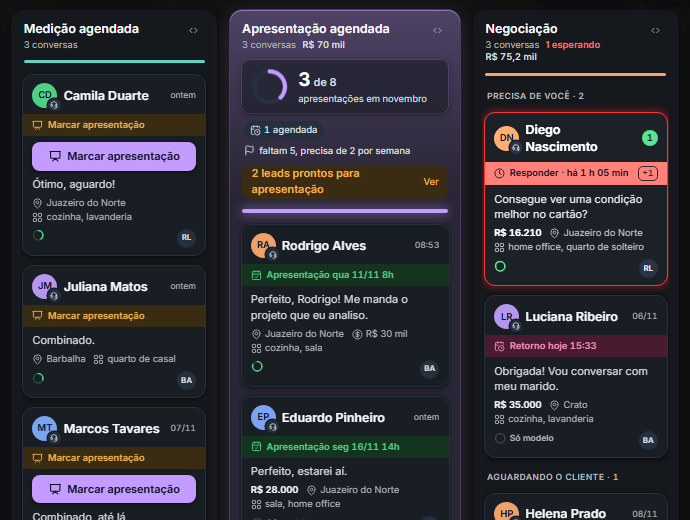 Medição agendada
3 conversas
CD Camila Duarte ontem
Marcar apresentação
Marcar apresentação
Ótimo, aguardo!
Juazeiro do Norte
cozinha, lavanderia
RL
JM Juliana Matos ontem
Marcar apresentação
Combinado.
Barbalha quarto de casal
BA
MT Marcos Tavares 07/11
Marcar apresentação
Marcar apresentação
Combinado, até lá
Apresentação agendada
3 conversas R$ 70 mil
3 de 8
apresentações em novembro
1 agendada
faltam 5, precisa de 2 por semana
2 leads prontos para
apresentação
Ver
RA Rodrigo Alves 08:53
Apresentação qua 11/11 8h
Perfeito, Rodrigo! Me manda o
projeto que eu analiso.
Juazeiro do Norte R$ 30 mil
cozinha, sala
BA
EP Eduardo Pinheiro ontem
Apresentação seg 16/11 14h
Perfeito, estarei aí.
R$ 28.000 Juazeiro do Norte
sala, home office
Negociação
3 conversas 1 esperando
R$ 75,2 mil
PRECISA DE VOCÊ · 2
DN Diego
Nascimento
1
Responder · há 1 h 05 min +1
Consegue ver uma condição
melhor no cartão?
R$ 16.210 Juazeiro do Norte
home office, quarto de solteiro
RL
LR Luciana Ribeiro 06/11
Retorno hoje 15:33
Obrigada! Vou conversar com
meu marido.
R$ 35.000 Crato
cozinha, lavanderia
Só modelo
BA
AGUARDANDO O CLIENTE · 1
HP Helena Prado 08/11